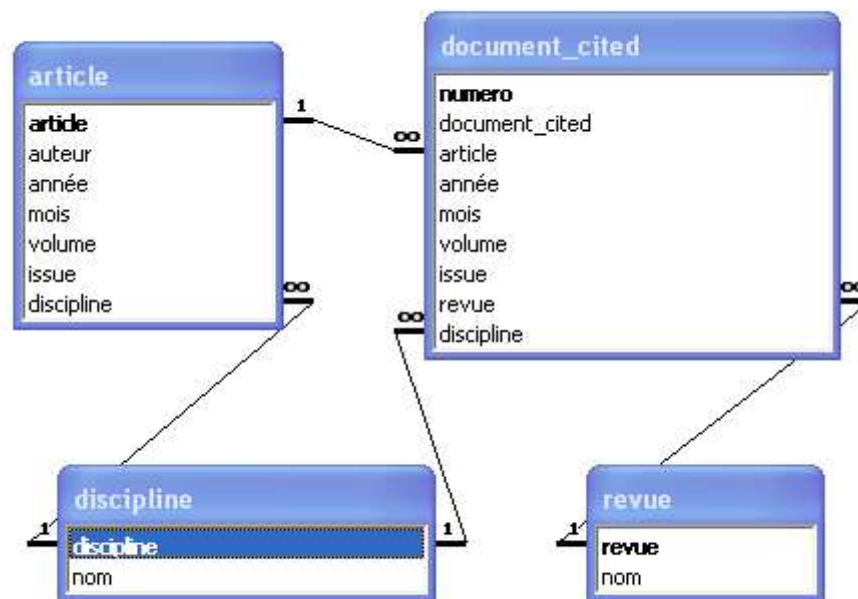 article
article
auteur
année
mois
volume
issue
discipline
1
∞
∞
document_cited
numero
document_cited
article
année
mois
volume
issue
revue
discipline
∞
∞
discipline
discipline
nom
1
1
revue
revue
nom
1